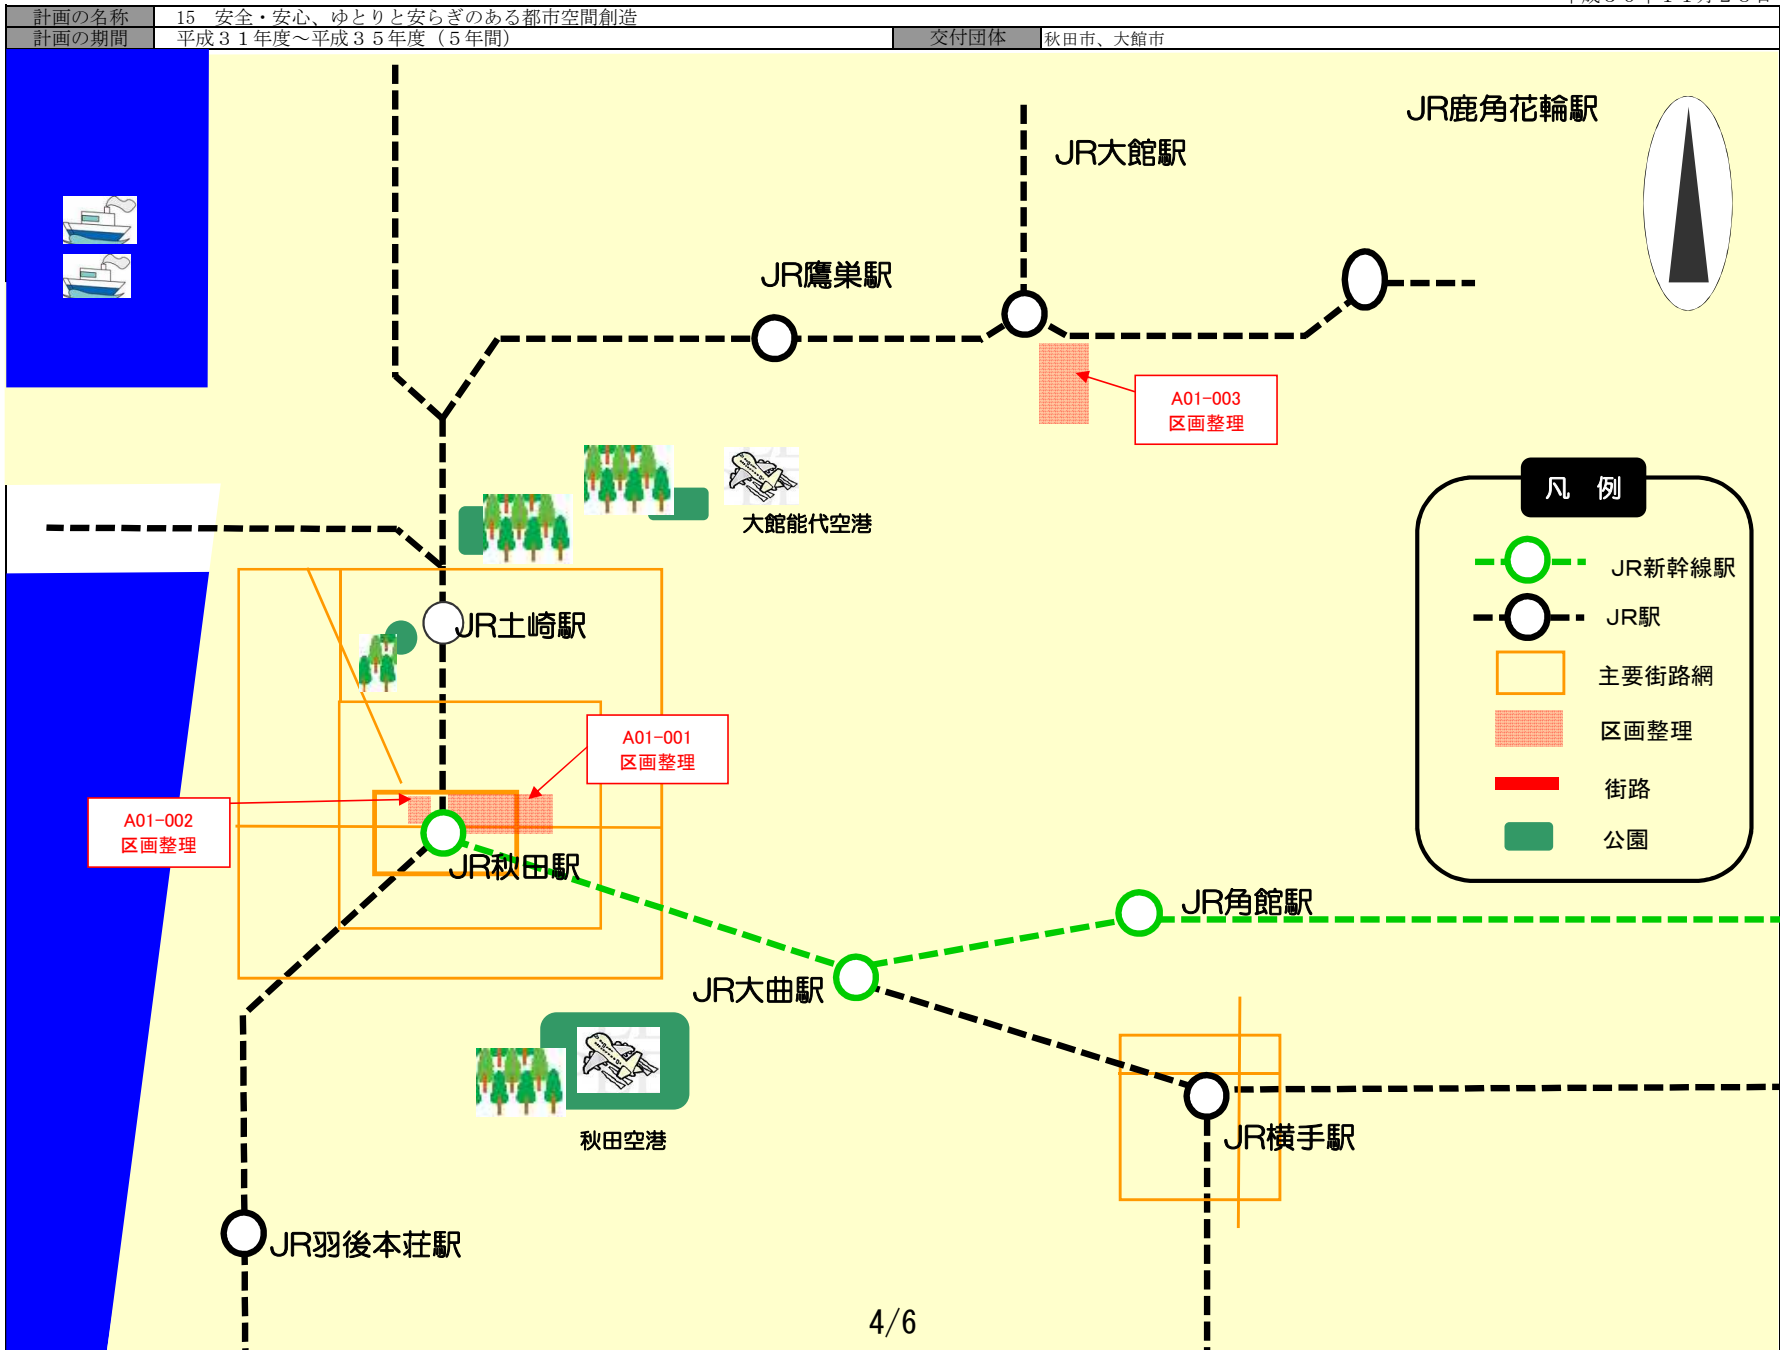 計画の名称 15 安全・安心、ゆとりと安らぎのある都市空間創造
計画の期間 平成31年度～平成35年度（5年間） 交付団体 秋田市、大館市
JR鹿角花輪駅
JR大館駅
JR鷹巣駅
A01-003
区画整理
大館能代空港
凡 例
JR新幹線駅
JR駅
主要街路網
区画整理
街路
公園
JR土崎駅
A01-001
区画整理
A01-002
区画整理
JR秋田駅
JR角館駅
JR大曲駅
秋田空港
JR横手駅
JR羽後本荘駅
4/6